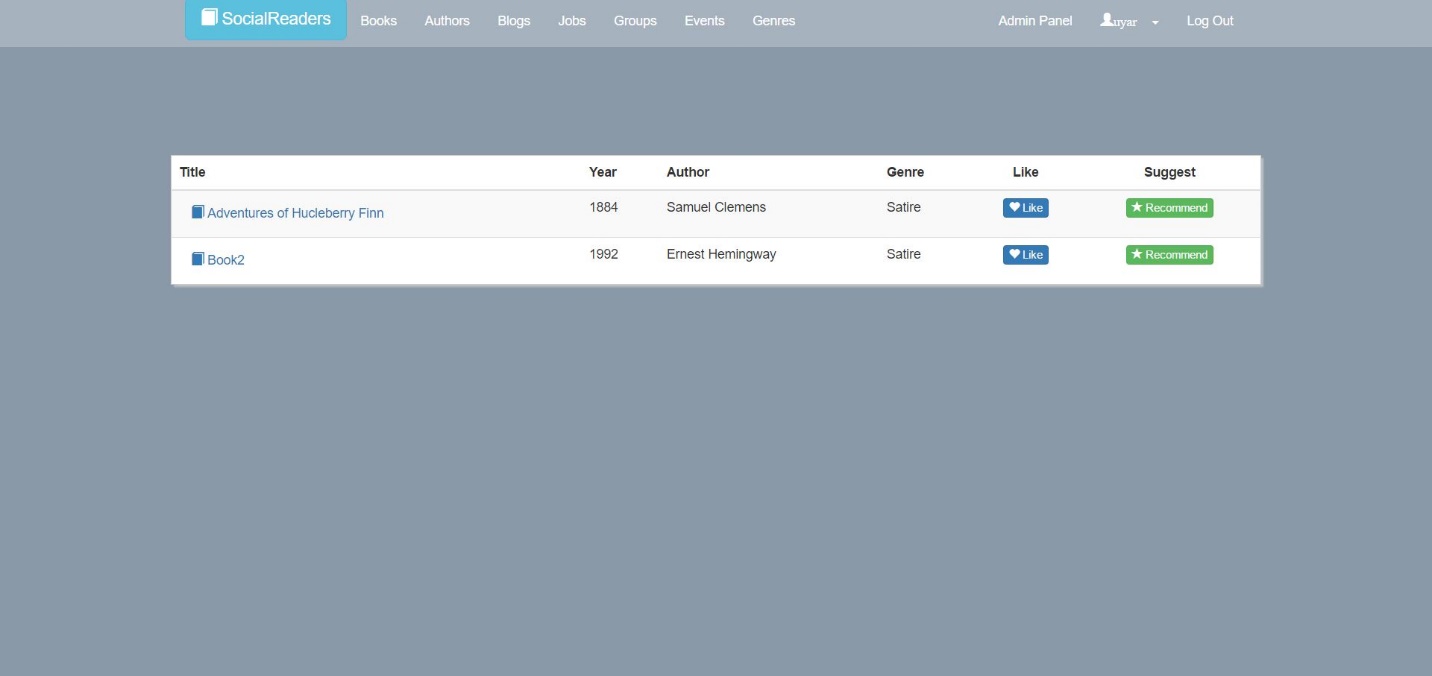 SocialReaders Books Authors Blogs Jobs Groups Events Genres Admin Panel uyar Log Out
Title Year Author Genre Like Suggest
Adventures of Hucleberry Finn 1884 Samuel Clemens Satire Like Recommend
Book2 1992 Ernest Hemingway Satire Like Recommend